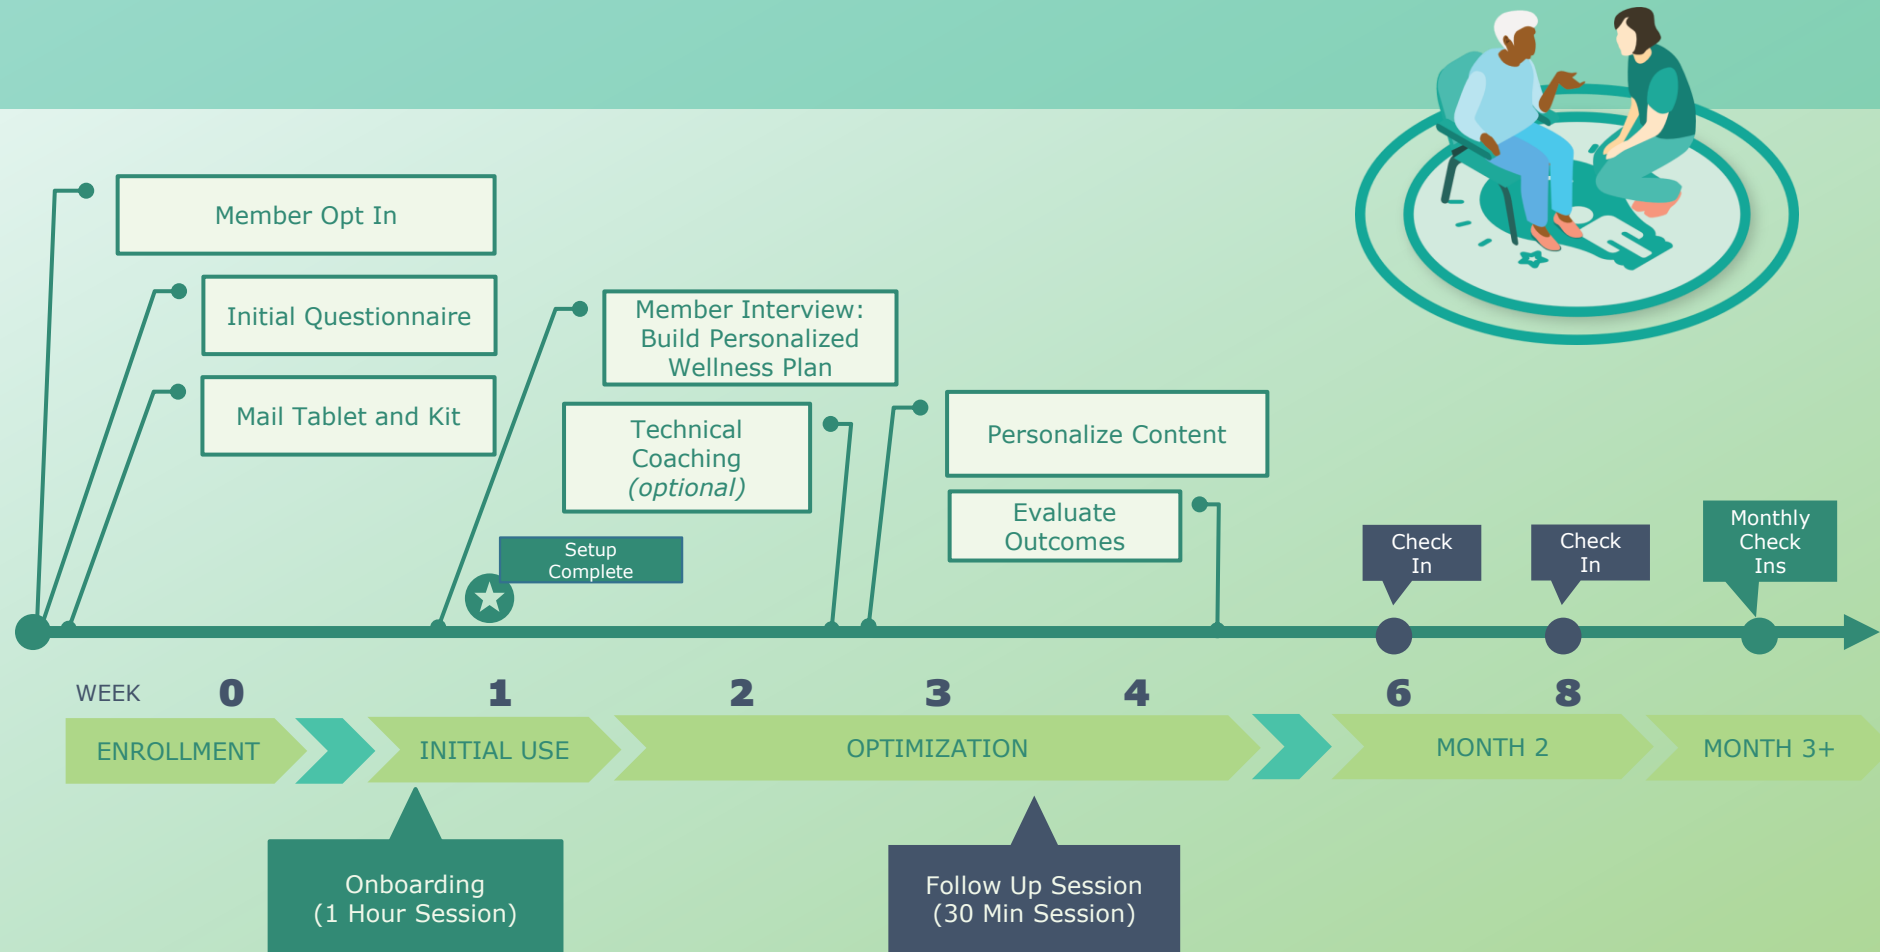 Member Opt In
Initial Questionnaire
Mail Tablet and Kit
Member Interview:
Build Personalized
Wellness Plan
Technical
Coaching
(optional)
Personalize Content
Evaluate
Outcomes
Setup
Complete
Check
In
Check
In
Monthly
Check
Ins
WEEK 0 1 2 3 4 6 8
ENROLLMENT
INITIAL USE
OPTIMIZATION
MONTH 2
MONTH 3+
Onboarding
(1 Hour Session)
Follow Up Session
(30 Min Session)